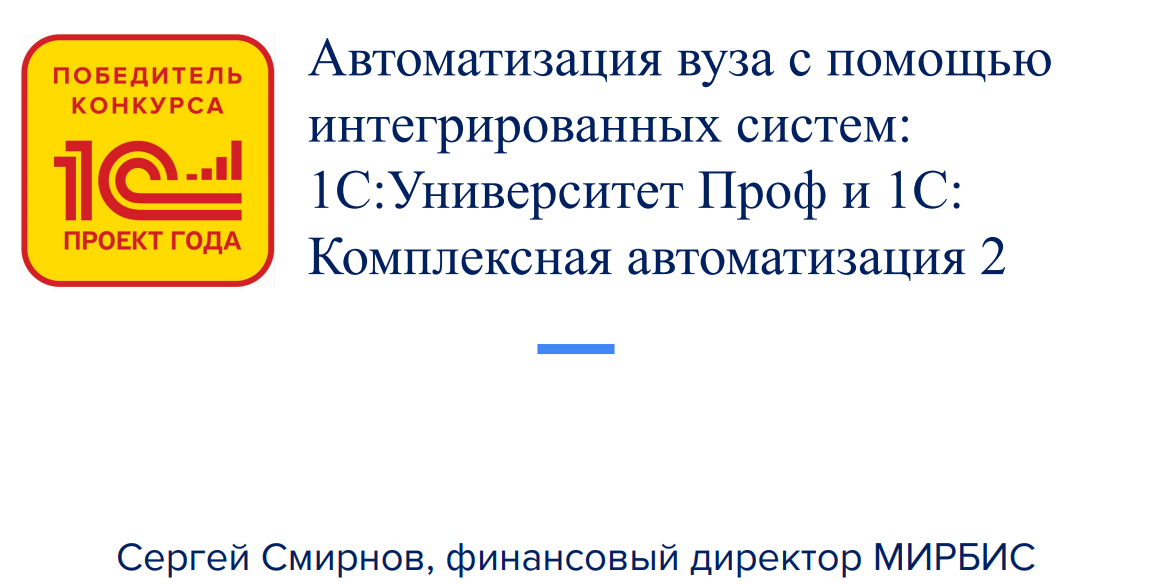 ПОБЕДИТЕЛЬ
КОНКУРСА
1С
ПРОЕКТ ГОДА
Автоматизация вуза с помощью
интегрированных систем:
1С:Университет Проф и 1С:
Комплексная автоматизация 2
Сергей Смирнов, финансовый директор МИРБИС